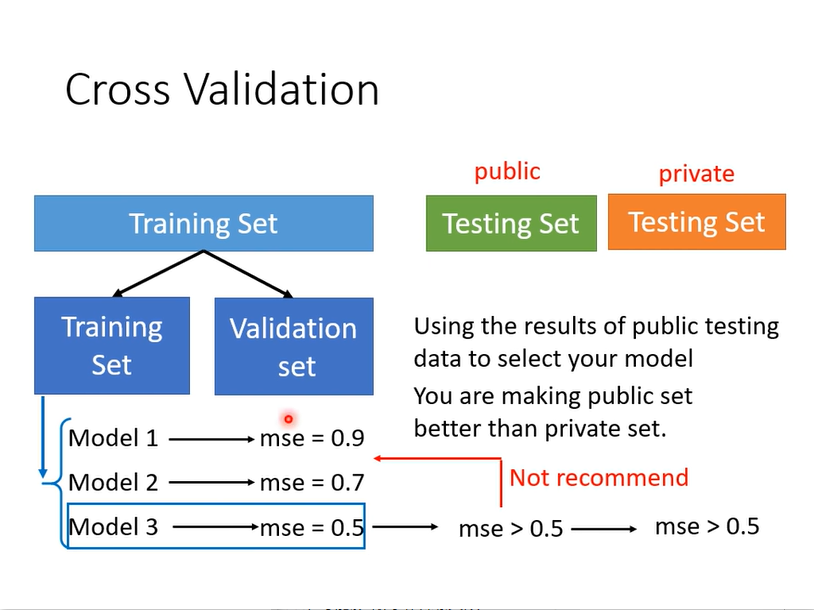 Cross Validation
public
private
Training Set
Testing Set
Testing Set
Training
Set
Validation
set
Using the results of public testing
data to select your model
You are making public set
better than private set.
Model 1
mse = 0.9
Not recommend
Model 2
mse = 0.7
Model 3
mse = 0.5
mse > 0.5
mse > 0.5